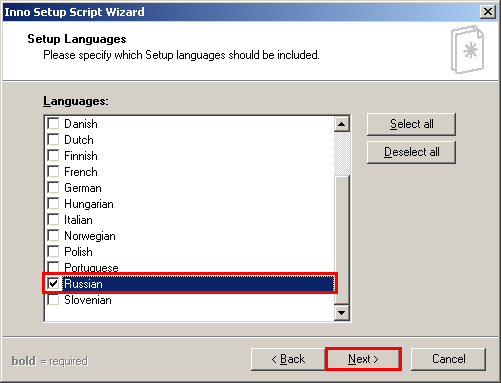 Inno Setup Script Wizard
Setup Languages
Please specify which Setup languages should be included.
Languages:
Danish
Dutch
Finnish
French
German
Hungarian
Italian
Norwegian
Polish
Portuguese
Russian
Slovenian
Select all
Deselect all
bold = required
< Back
Next >
Cancel